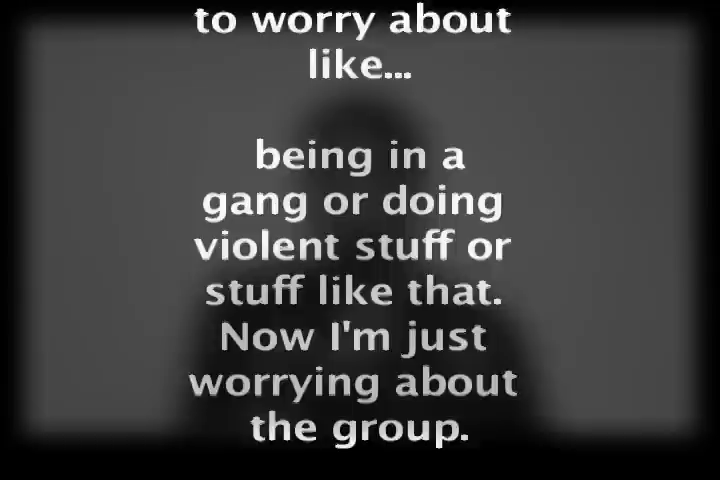 to worry about
like...
being in a
gang or doing
violent stuff or
stuff like that.
Now I'm just
worrying about
the group.